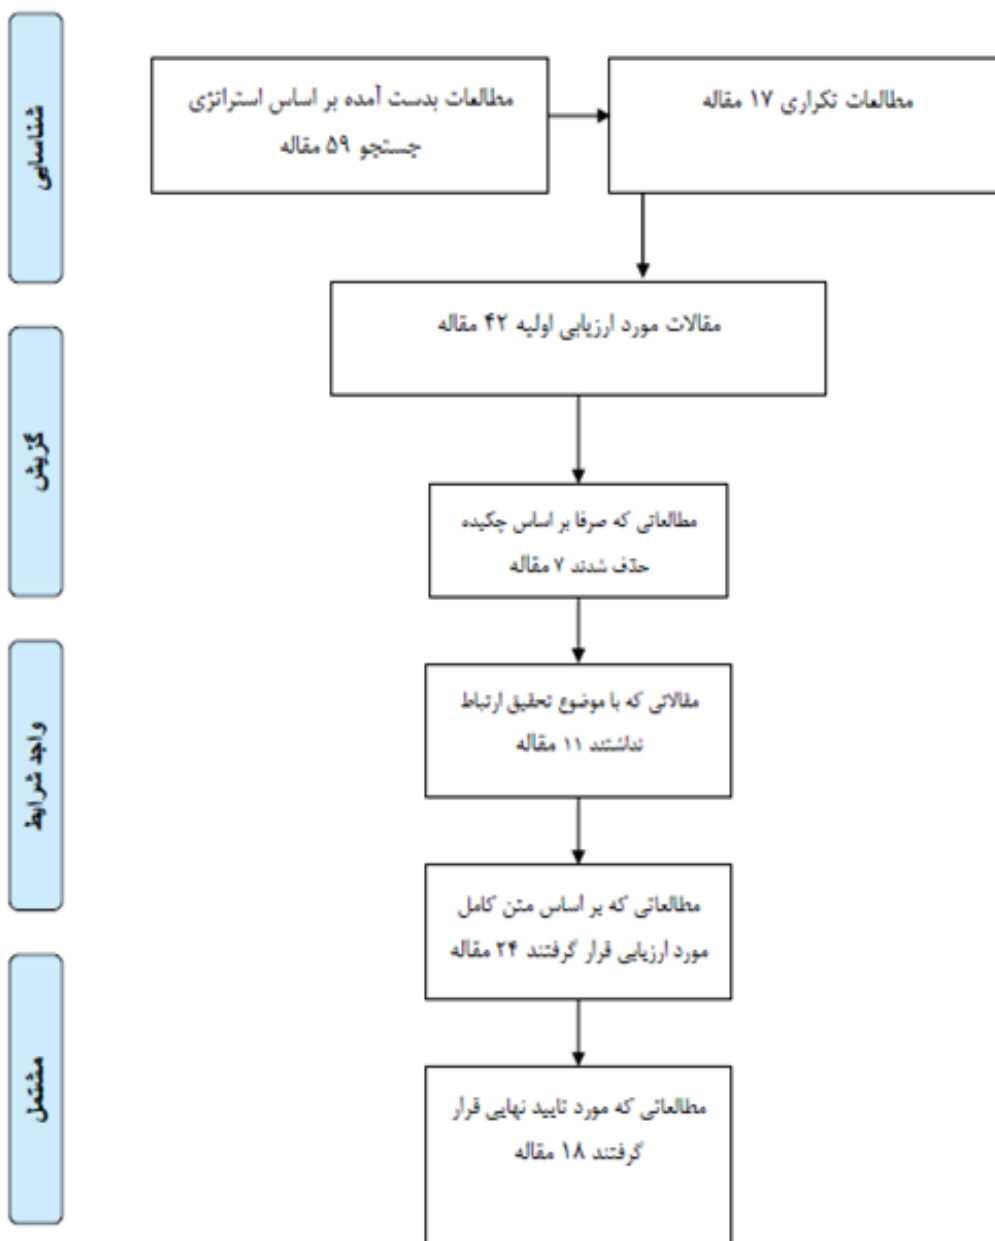 شناسایی
مطالعات بدست آمده بر اساس استراتژی
جستجو ۵۹ مقاله
مطالعات تکراری ۱۷ مقاله
مقالات مورد ارزیابی اولیه ۴۲ مقاله
گزینش
مطالعاتی که صرفا بر اساس چکیده
حذف شدند ۷ مقاله
واجد شرایط
مقالاتی که با موضوع تحقیق ارتباط
نداشتند ۱۱ مقاله
مطالعاتی که بر اساس متن کامل
مورد ارزیابی قرار گرفتند ۲۴ مقاله
مشتمل
مطالعاتی که مورد تایید نهایی قرار
گرفتند ۱۸ مقاله